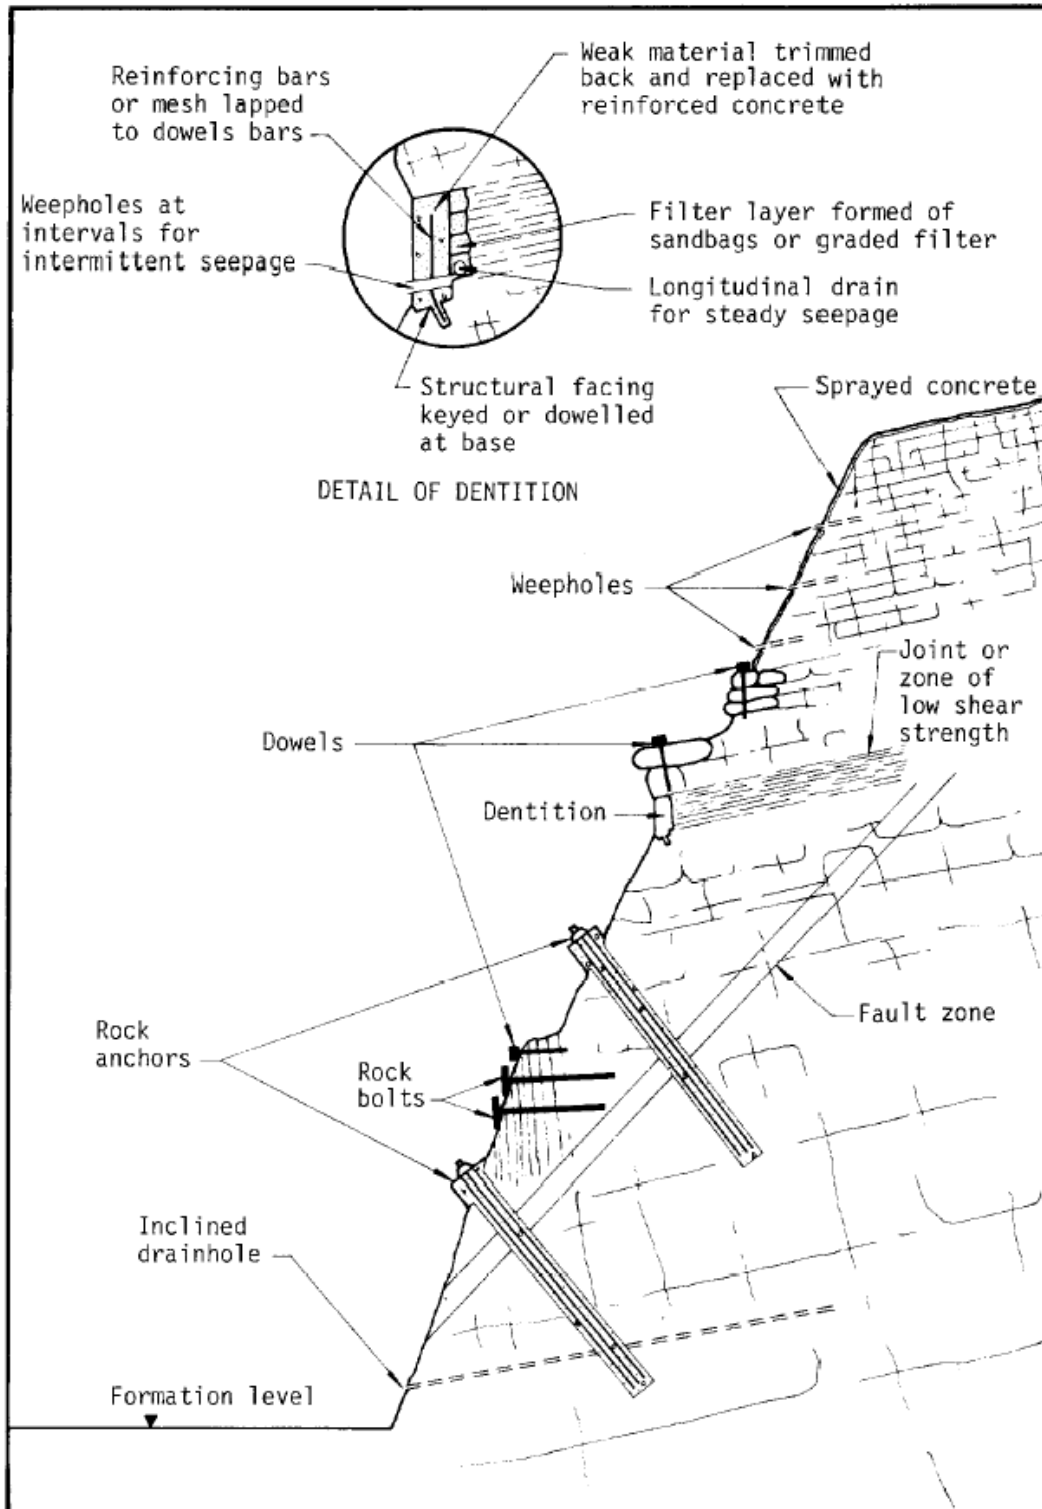 Reinforcing bars
or mesh lapped
to dowels bars
Weak material trimmed
back and replaced with
reinforced concrete
Weepholes at
intervals for
intermittent seepage
Filter layer formed of
sandbags or graded filter
Longitudinal drain
for steady seepage
Structural facing
keyed or dowelled
at base
DETAIL OF DENTITION
Sprayed concrete
Weepholes
Joint or
zone of
low shear
strength
Dowels
Dentition
Fault zone
Rock
anchors
Rock
bolts
Inclined
drainhole
Formation level